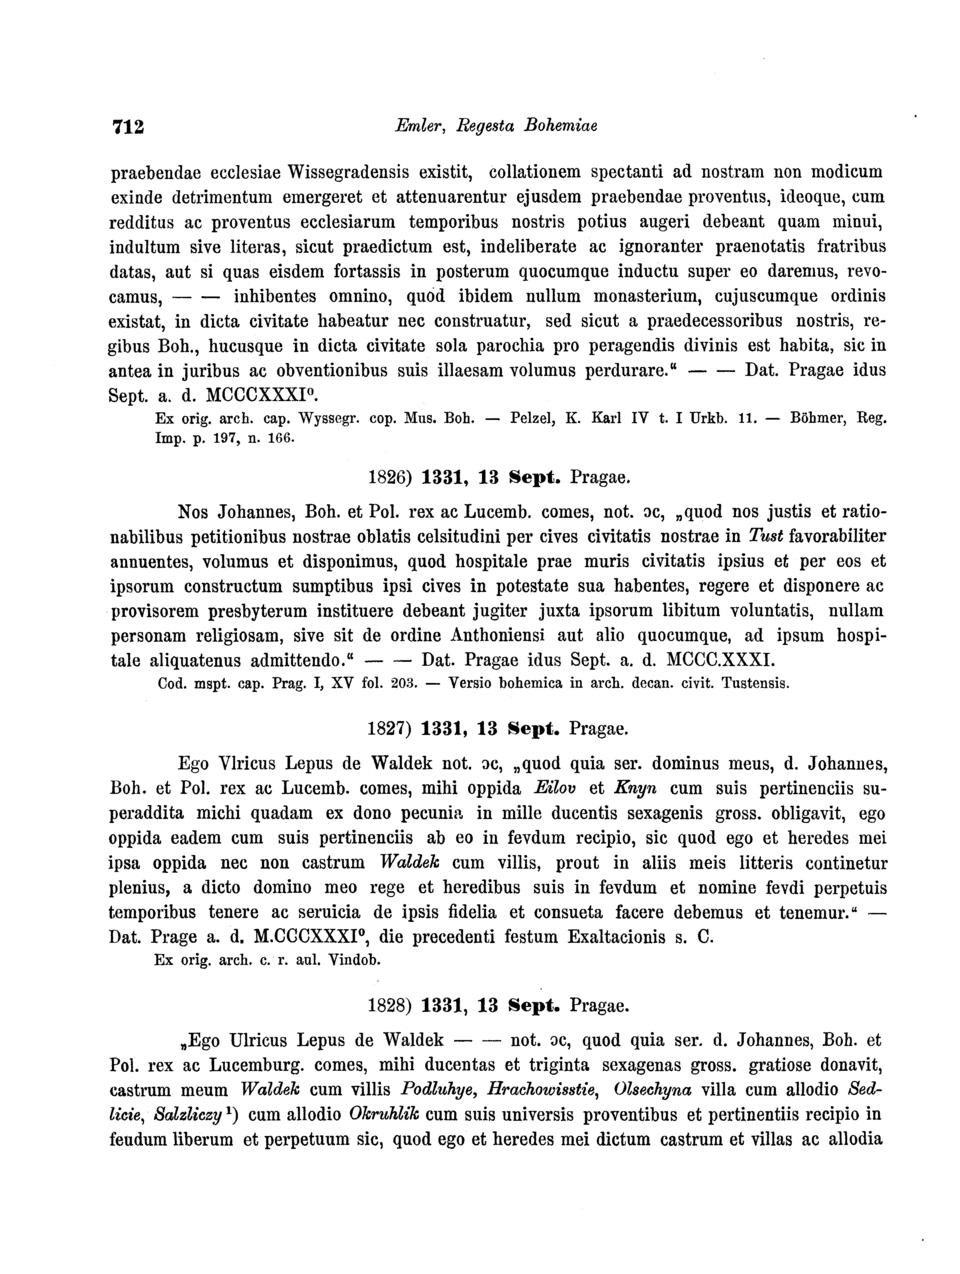 712 Emler, Regesta Bohemiae
praebendae ecclesiae Wissegradensis existit, collationem spectanti ad nostram non modicum
exinde detrimentum emergeret et attenuarentur ejusdem praebendae proventus, ideoque, cum
redditus ac proventus ecclesiarum temporibus nostris potius augeri debeant quam minui,
indultum sive literas, sicut praedictum est, indeliberate ac ignoranter praenotatis fratribus
datas, aut si quas eisdem fortassis in posterum quocumque inductu super eo daremus, revo-
camus, — — inhibentes omnino, quod ibidem nullum monasterium, cujuscumque ordinis
existat, in dicta civitate habeatur nec construatur, sed sicut a praedecessoribus nostris, re-
gibus Boh., hucusque in dicta civitate sola parochia pro peragendis divinis est habita, sic in
antea in juribus ac obventionibus suis illaesam volumus perdurare.“ — — Dat. Pragae idus
Sept. a. d. MCCCXXXI⁰.
Ex orig. arch. cap. Wyssegr. cop. Mus. Boh. — Pelzel, K. Karl IV t. I Urkb. 11. — Böhmer, Reg.
Imp. p. 197, n. 166.
1826) 1331, 13 Sept. Pragae.
Nos Johannes, Boh. et Pol. rex ac Lucemb. comes, not. ɔc, „quod nos justis et ratio-
nabilibus petitionibus nostrae oblatis celsitudini per cives civitatis nostrae in Tust favorabiliter
annuentes, volumus et disponimus, quod hospitale prae muris civitatis ipsius et per eos et
ipsorum constructum sumptibus ipsi cives in potestate sua habentes, regere et disponere ac
provisorem presbyterum instituere debeant jugiter juxta ipsorum libitum voluntatis, nullam
personam religiosam, sive sit de ordine Anthoniensi aut alio quocumque, ad ipsum hospi-
tale aliquatenus admittendo.“ — — Dat. Pragae idus Sept. a. d. MCCC.XXXI.
Cod. mspt. cap. Prag. I, XV fol. 203. — Versio bohemica in arch. decan. civit. Tustensis.
1827) 1331, 13 Sept. Pragae.
Ego Vlricus Lepus de Waldek not. ɔc, „quod quia ser. dominus meus, d. Johannes,
Boh. et Pol. rex ac Lucemb. comes, mihi oppida Eilov et Knyn cum suis pertinenciis su-
peraddita michi quadam ex dono pecunia in mille ducentis sexagenis gross. obligavit, ego
oppida eadem cum suis pertinenciis ab eo in fevdum recipio, sic quod ego et heredes mei
ipsa oppida nec non castrum Waldek cum villis, prout in aliis meis litteris continetur
plenius, a dicto domino meo rege et heredibus suis in fevdum et nomine fevdi perpetuis
temporibus tenere ac seruicia de ipsis fidelia et consueta facere debemus et tenemur.“ —
Dat. Prage a. d. M.CCCXXXI⁰, die precedenti festum Exaltacionis s. C.
Ex orig. arch. c. r. aul. Vindob.
1828) 1331, 13 Sept. Pragae.
„Ego Ulricus Lepus de Waldek — — not. ɔc, quod quia ser. d. Johannes, Boh. et
Pol. rex ac Lucemburg. comes, mihi ducentas et triginta sexagenas gross. gratiose donavit,
castrum meum Waldek cum villis Podluhye, Hrachowisstie, Olsechyna villa cum allodio Sed-
licie, Salzliczy ¹) cum allodio Okruhlik cum suis universis proventibus et pertinentiis recipio in
feudum liberum et perpetuum sic, quod ego et heredes mei dictum castrum et villas ac allodia